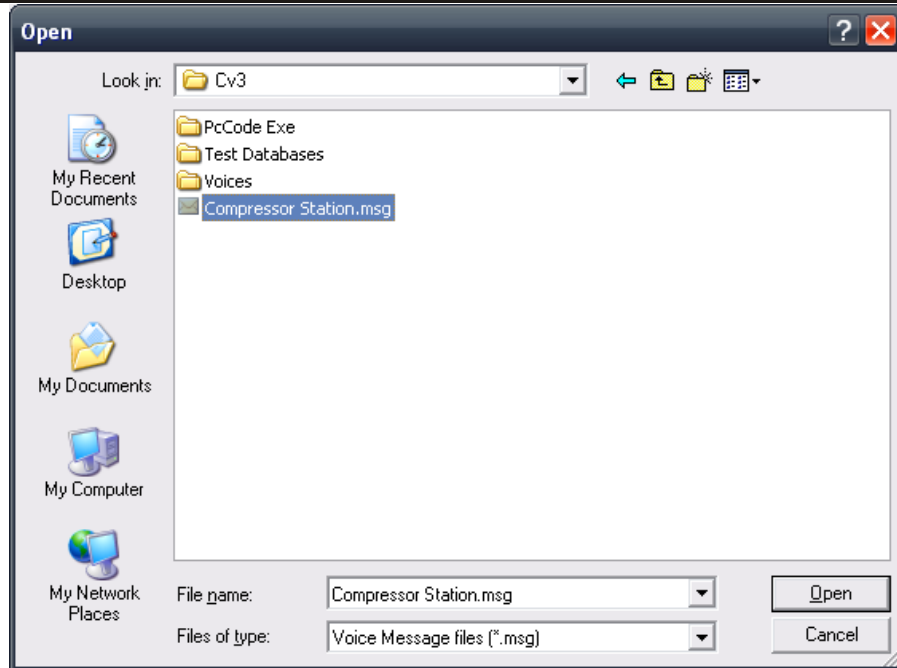 Open
Look in: Cv3
PcCode Exe
Test Databases
Voices
Compressor Station.msg
My Recent
Documents
Desktop
My Documents
My Computer
My Network
Places
File name: Compressor Station.msg Open
Files of type: Voice Message files (*.msg) Cancel